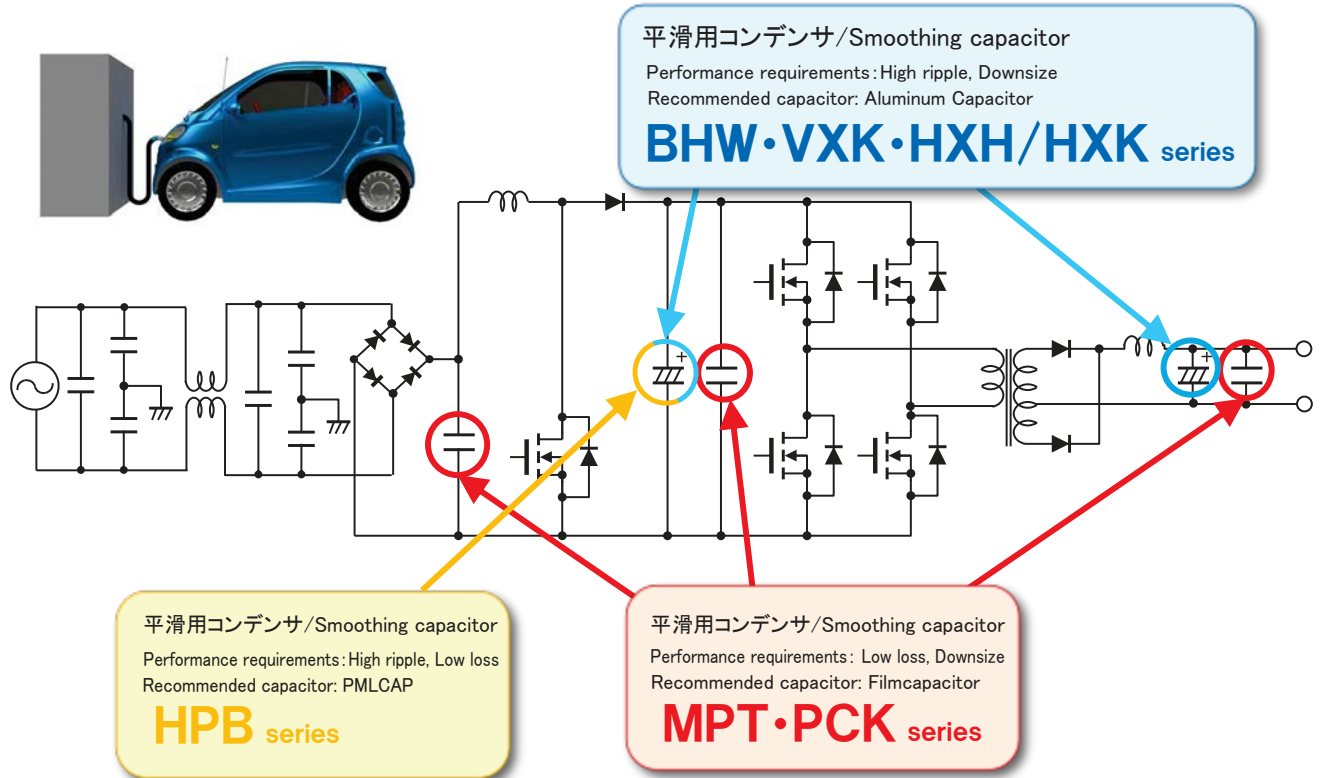 平滑用コンデンサ/Smoothing capacitor
Performance requirements：High ripple, Downsize
Recommended capacitor: Aluminum Capacitor
BHW・VXK・HXH/HXK series
+
+
平滑用コンデンサ/Smoothing capacitor
Performance requirements：High ripple, Low loss
Recommended capacitor: PMLCAP
HPB series
平滑用コンデンサ/Smoothing capacitor
Performance requirements： Low loss, Downsize
Recommended capacitor: Filmcapacitor
MPT・PCK series